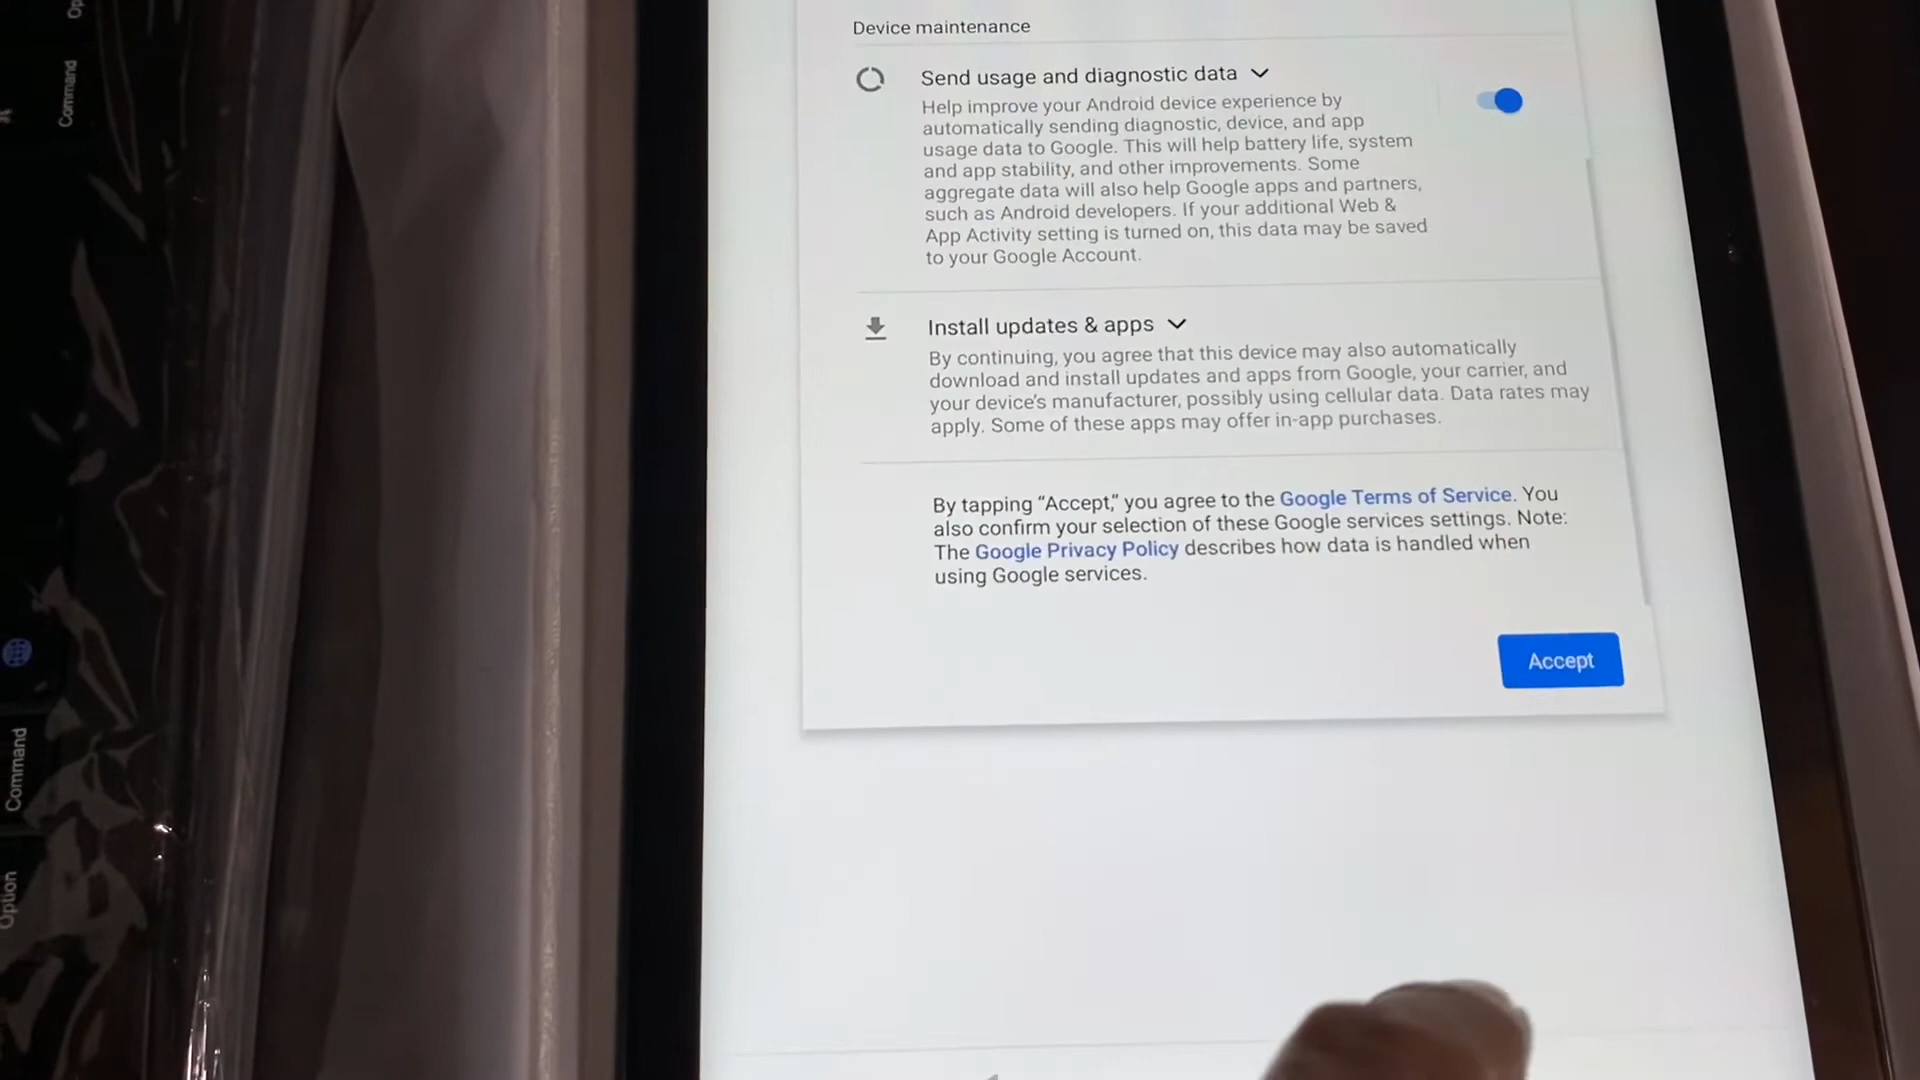 Device maintenance
Send usage and diagnostic data
Help improve your Android device experience by
automatically sending diagnostic, device, and app
usage data to Google. This will help battery life, system
and app stability, and other improvements. Some
aggregate data will also help Google apps and partners,
such as Android developers. If your additional Web &
App Activity setting is turned on, this data may be saved
to your Google Account.
Install updates & apps
By continuing, you agree that this device may also automatically
download and install updates and apps from Google, your carrier, and
your device's manufacturer, possibly using cellular data. Data rates may
apply. Some of these apps may offer in-app purchases.
By tapping “Accept,” you agree to the Google Terms of Service. You
also confirm your selection of these Google services settings. Note:
The Google Privacy Policy describes how data is handled when
using Google services.
Accept
Command
Command
Option